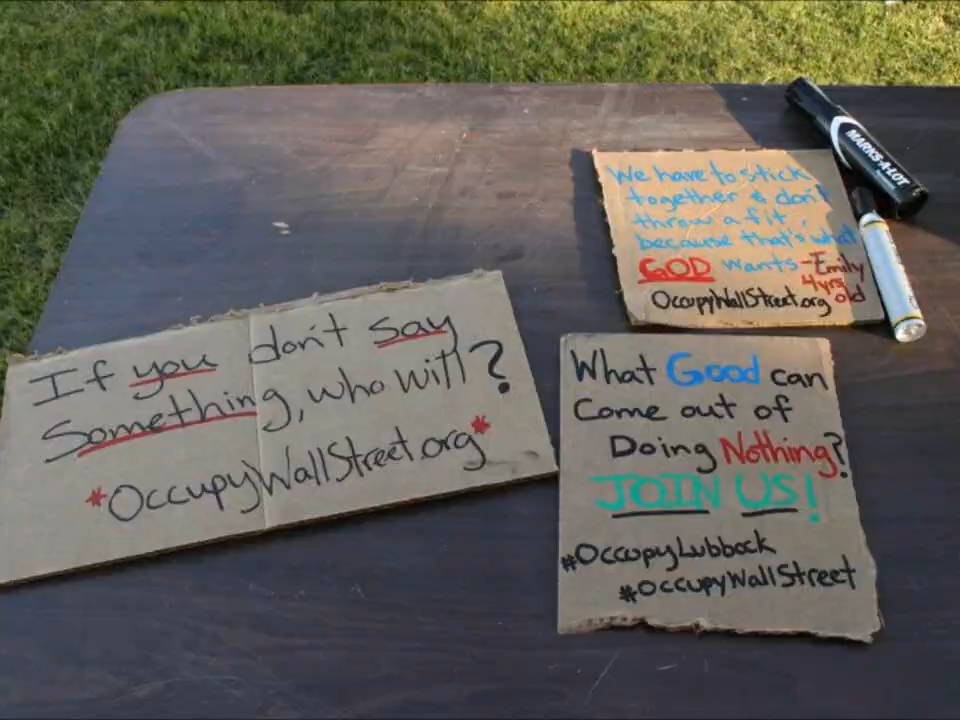 If you don't say
Something, who will?
*OccupyWallStreet.org*
We have to stick
together & don't
throw a fit,
because that's what
GOD wants -Emily
4yrs old
OccupyWallStreet.org
What Good can
Come out of
Doing Nothing?
JOIN US!
#OccupyLubbock
#OccupyWallStreet
MARKS-A-LOT